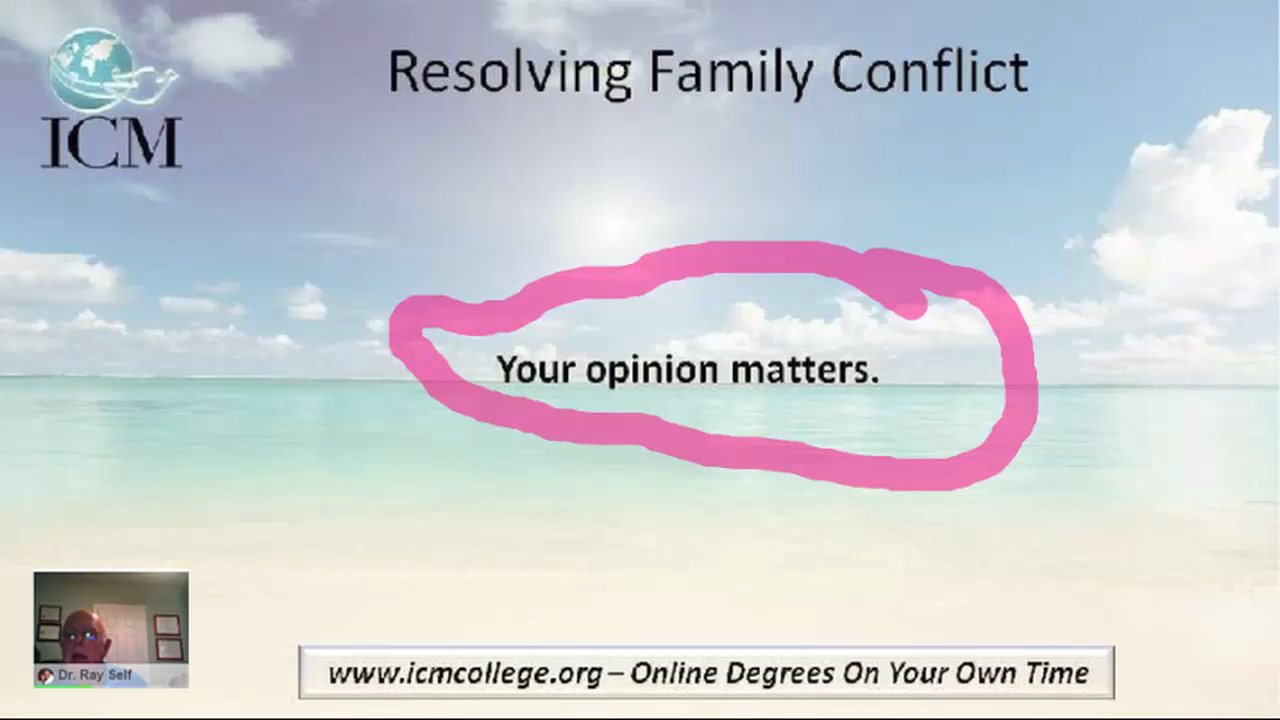 Resolving Family Conflict
ICM
Your opinion matters.
Dr. Ray Self
www.icmcollege.org – Online Degrees On Your Own Time